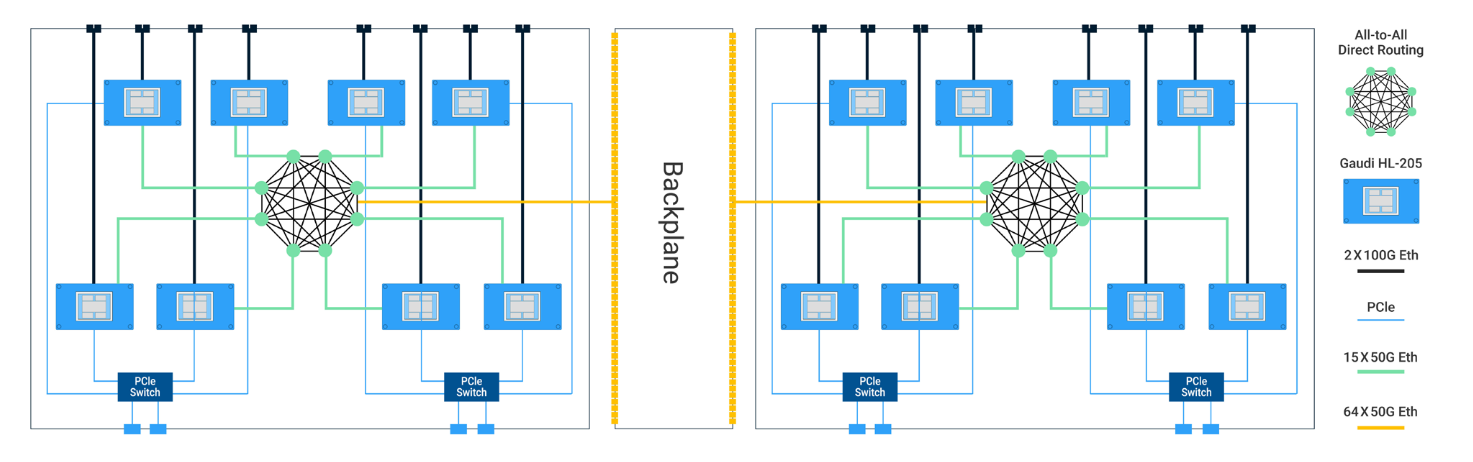 PCIe
Switch
PCIe
Switch
Backplane
PCIe
Switch
PCIe
Switch
All-to-All
Direct Routing
Gaudi HL-205
2 X 100G Eth
PCIe
15 X 50G Eth
64 X 50G Eth